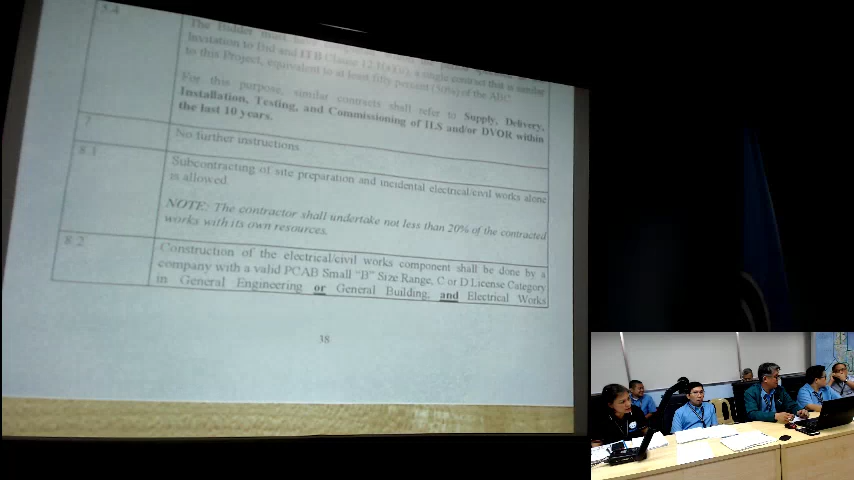 5.4
The Bidder must have
Invitation to Bid and ITB Clause 12.1(a)(ii), a single contract that is similar
to this Project, equivalent to at least fifty percent (50%) of the ABC.
For this purpose, similar contracts shall refer to Supply, Delivery,
Installation, Testing, and Commissioning of ILS and/or DVOR within
the last 10 years.
7
No further instructions.
8.1
Subcontracting of site preparation and incidental electrical/civil works alone
is allowed.
NOTE: The contractor shall undertake not less than 20% of the contracted
works with its own resources.
8.2
Construction of the electrical/civil works component shall be done by a
company with a valid PCAB Small “B” Size Range, C or D License Category
in General Engineering or General Building, and Electrical Works
38